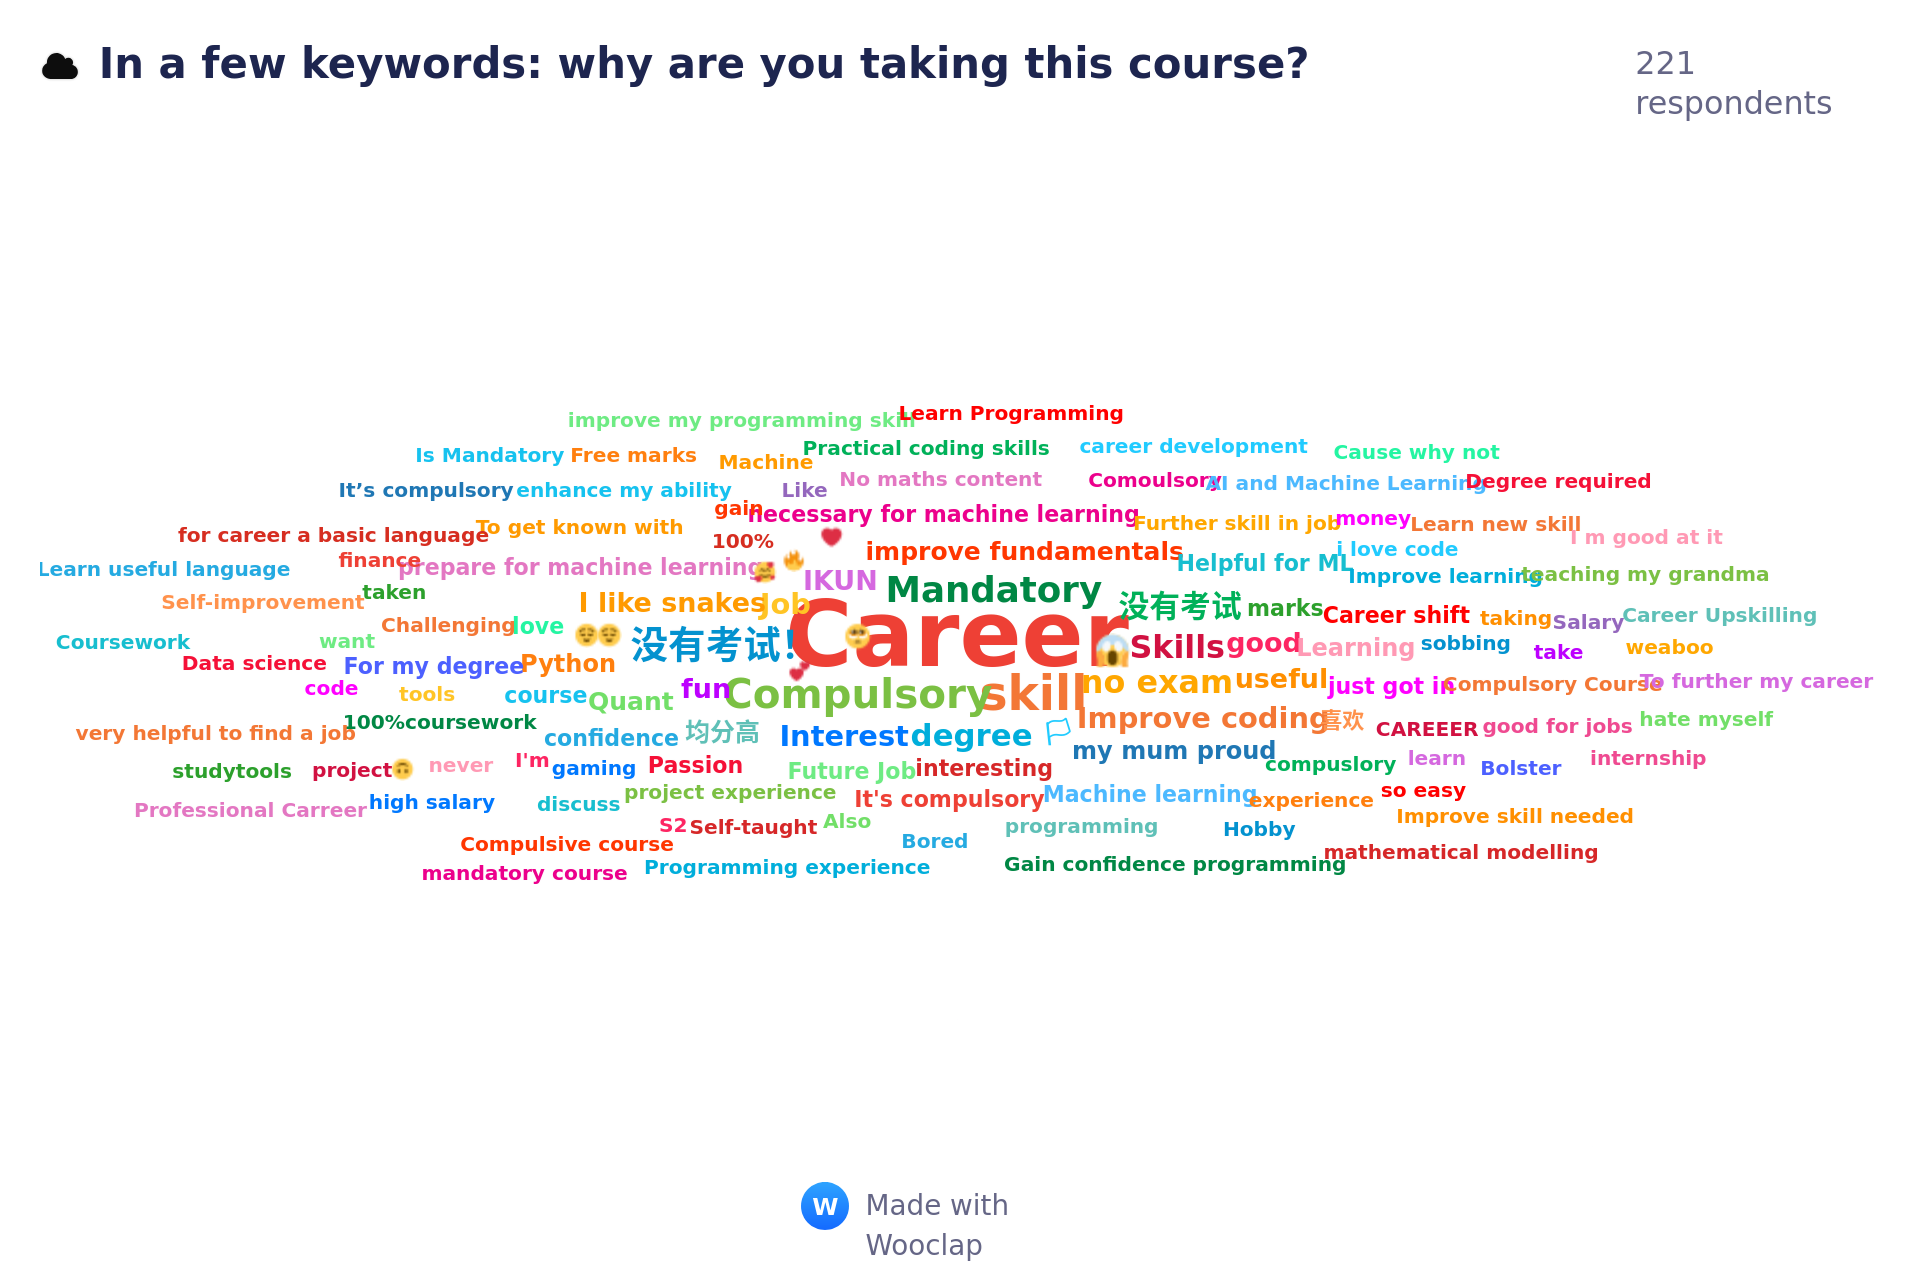 In a few keywords: why are you taking this course?
221
respondents
improve my programming skill
Learn Programming
Is Mandatory
Free marks
Machine
Practical coding skills
career development
Cause why not
It’s compulsory
enhance my ability
Like
No maths content
Comoulsory
AI and Machine Learning
Degree required
gain
necessary for machine learning
Further skill in job
money
Learn new skill
for career a basic language
To get known with
100%
improve fundamentals
Helpful for ML
i love code
I'm good at it
Learn useful language
finance
prepare for machine learning
IKUN
Mandatory
Improve learning
teaching my grandma
Self-improvement
taken
I like snakes
Job
没有考试
marks
Career shift
taking
Salary
Career Upskilling
Coursework
want
Challenging
love
没有考试！
Career
Skills
good
Learning
sobbing
take
weaboo
Data science
For my degree
Python
code
tools
course
Quant
fun
Compulsory
skill
no exam
useful
just got in
Compulsory Course
To further my career
very helpful to find a job
100%coursework
confidence
均分高
Interest
degree
Improve coding
喜欢
CAREEER
good for jobs
hate myself
my mum proud
studytools
project
never
I'm
gaming
Passion
Future Job
interesting
compuslory
learn
Bolster
internship
Professional Carreer
high salary
discuss
project experience
It's compulsory
Machine learning
experience
so easy
Improve skill needed
S2
Self-taught
Also
programming
Hobby
Compulsive course
Bored
mathematical modelling
mandatory course
Programming experience
Gain confidence programming
W
Made with
Wooclap